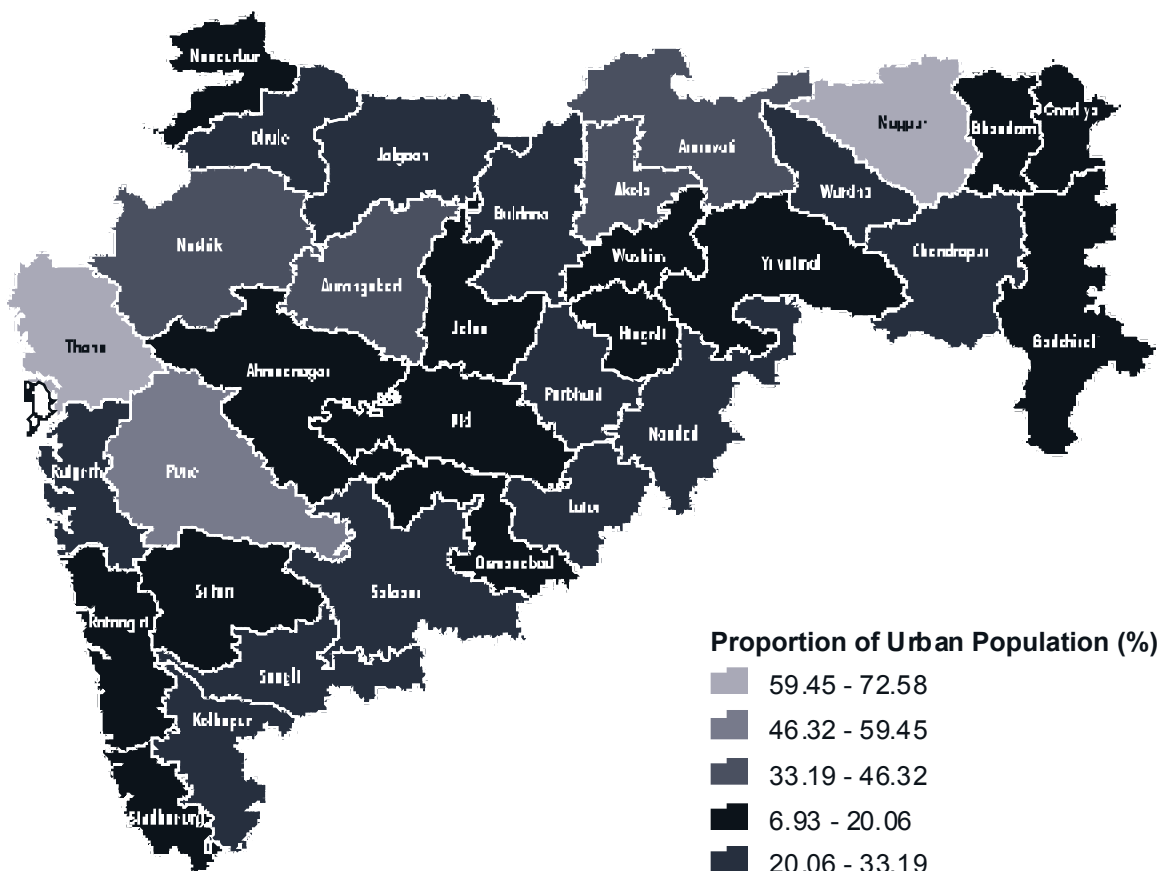 Nandurbar
Dhule
Jalgaon
Buldana
Akola
Amravati
Wardha
Nagpur
Bhandara
Gondiya
Nashik
Aurangabad
Jalna
Washim
Yavatmal
Chandrapur
Gadchiroli
Thane
Ahmadnagar
Hingoli
Parbhani
Nanded
Bid
Raigarh
Pune
Latur
Osmanabad
Satara
Solapur
Ratnagiri
Sangli
Kolhapur
Sindhudurg
Proportion of Urban Population (%)
59.45 - 72.58
46.32 - 59.45
33.19 - 46.32
6.93 - 20.06
20.06 - 33.19